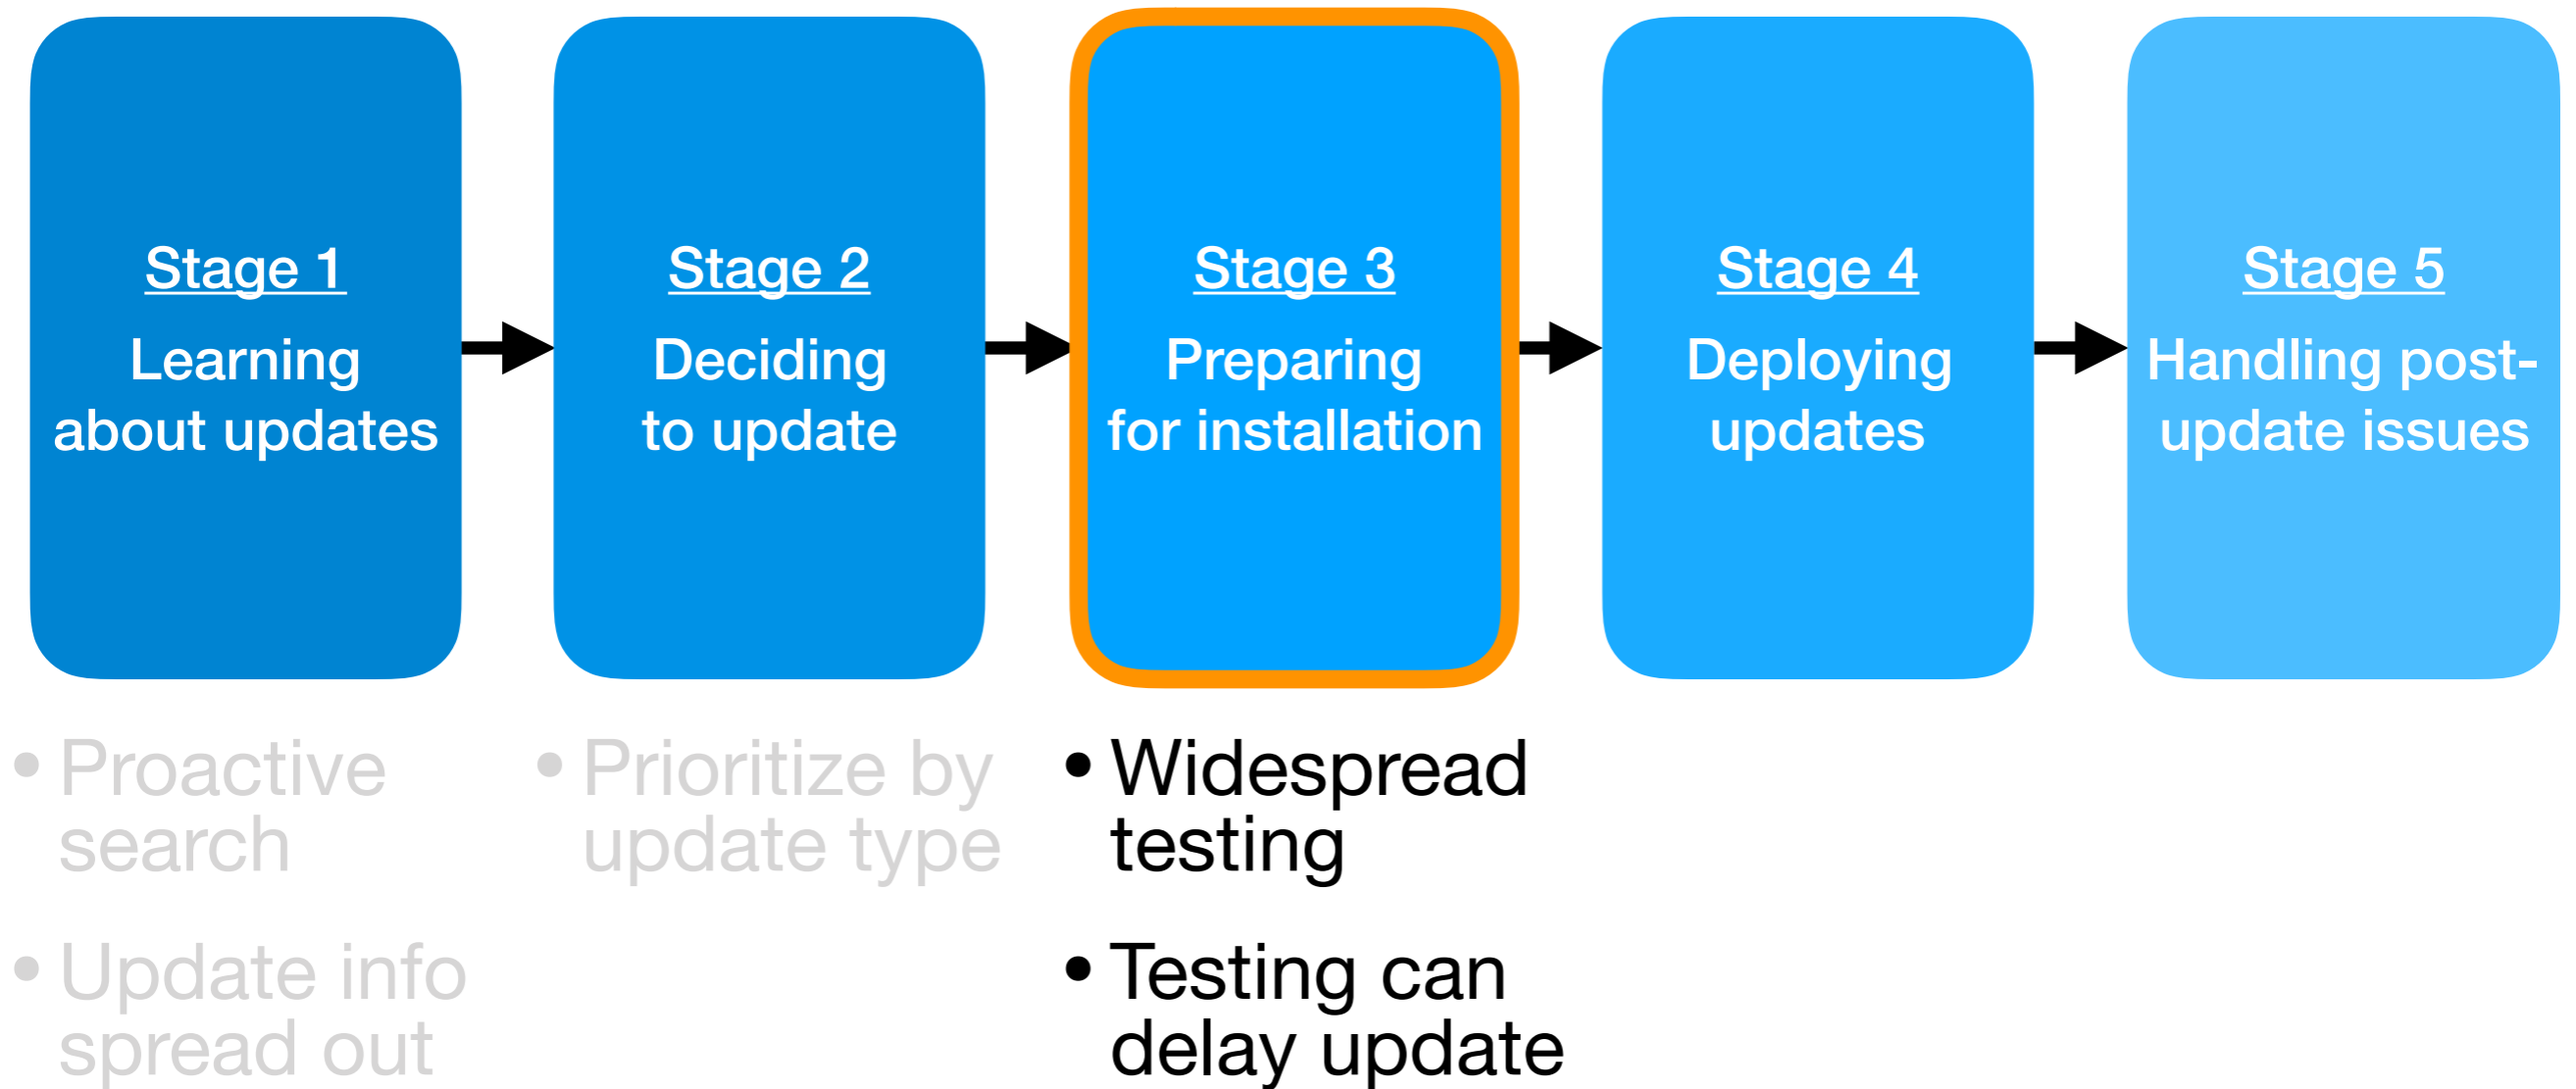 Stage 1
Learning
about updates
Stage 2
Deciding
to update
Stage 3
Preparing
for installation
Stage 4
Deploying
updates
Stage 5
Handling post-
update issues
• Proactive
search
• Update info
spread out
• Prioritize by
update type
• Widespread
testing
• Testing can
delay update